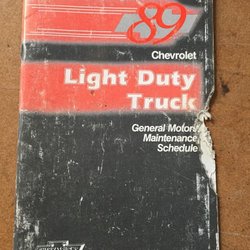 89
Chevrolet
Light Duty
Truck
General Motors
Maintenance
Schedule